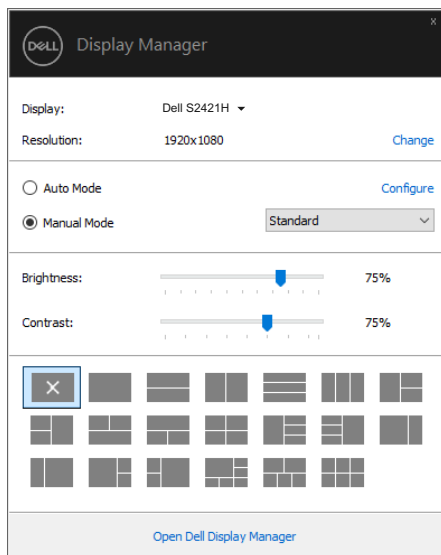 x
DELL Display Manager
Display: Dell S2421H
Resolution: 1920x1080 Change
Auto Mode Configure
Manual Mode Standard
Brightness: 75%
Contrast: 75%
Open Dell Display Manager